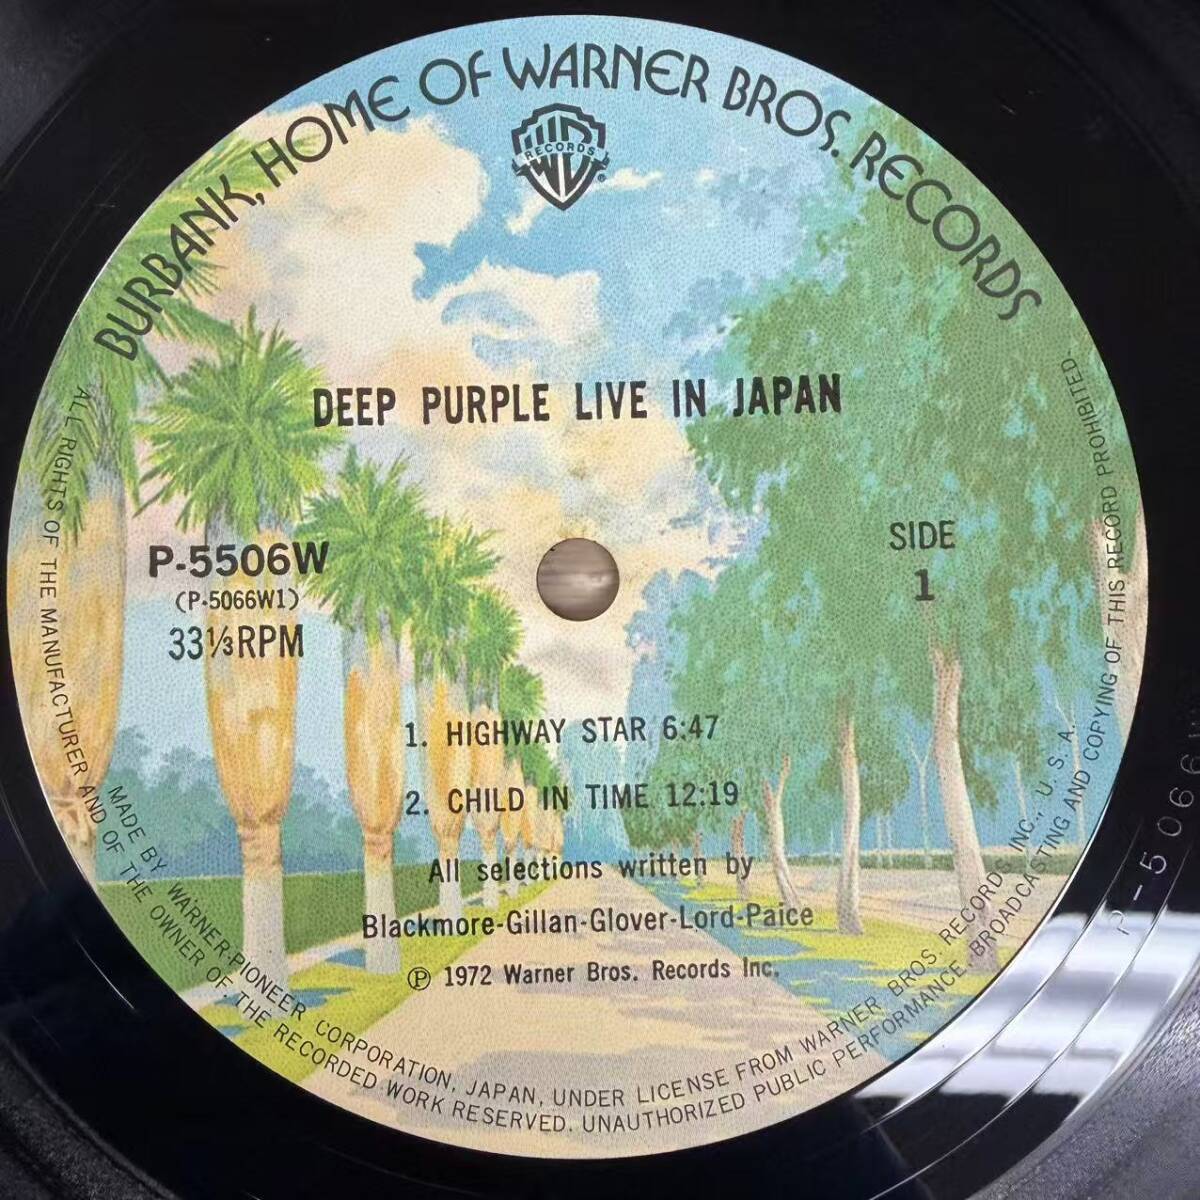 BURBANK, HOME OF WARNER BROS. RECORDS
RECORDS
®
DEEP PURPLE LIVE IN JAPAN
P-5506W
(P-5066W1)
33⅓RPM
SIDE
1
1. HIGHWAY STAR 6:47
2. CHILD IN TIME 12:19
All selections written by
Blackmore-Gillan-Glover-Lord-Paice
℗ 1972 Warner Bros. Records Inc.
MADE BY WARNER-PIONEER CORPORATION, JAPAN, UNDER LICENSE FROM WARNER BROS. RECORDS INC., U. S. A.
ALL RIGHTS OF THE MANUFACTURER AND OF THE OWNER OF THE RECORDED WORK RESERVED. UNAUTHORIZED PUBLIC PERFORMANCE. BROADCASTING AND COPYING OF THIS RECORD PROHIBITED
P-5066W